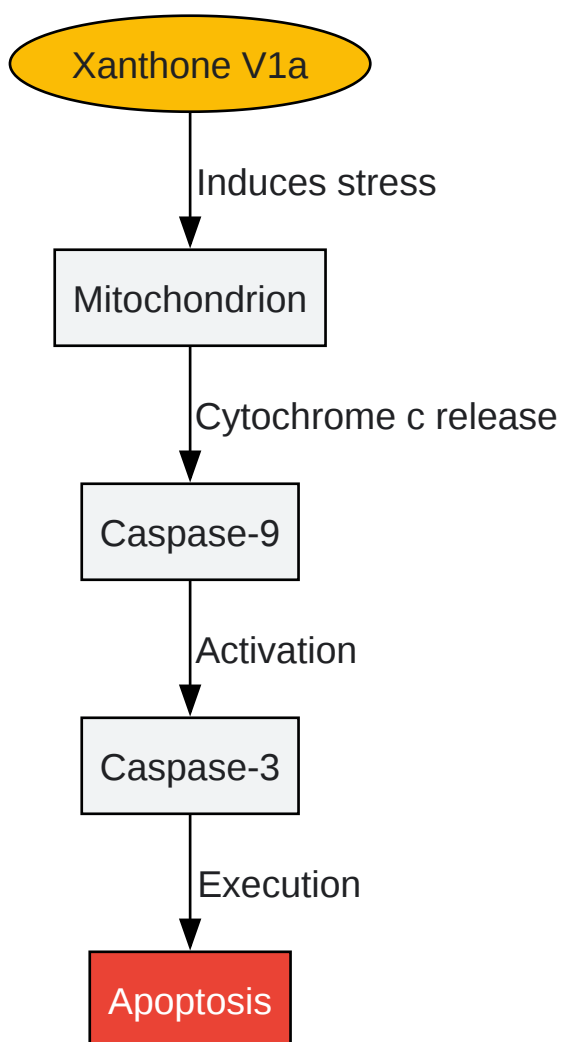 Xanthone V1a
Induces stress
Mitochondrion
Cytochrome c release
Caspase-9
Activation
Caspase-3
Execution
Apoptosis